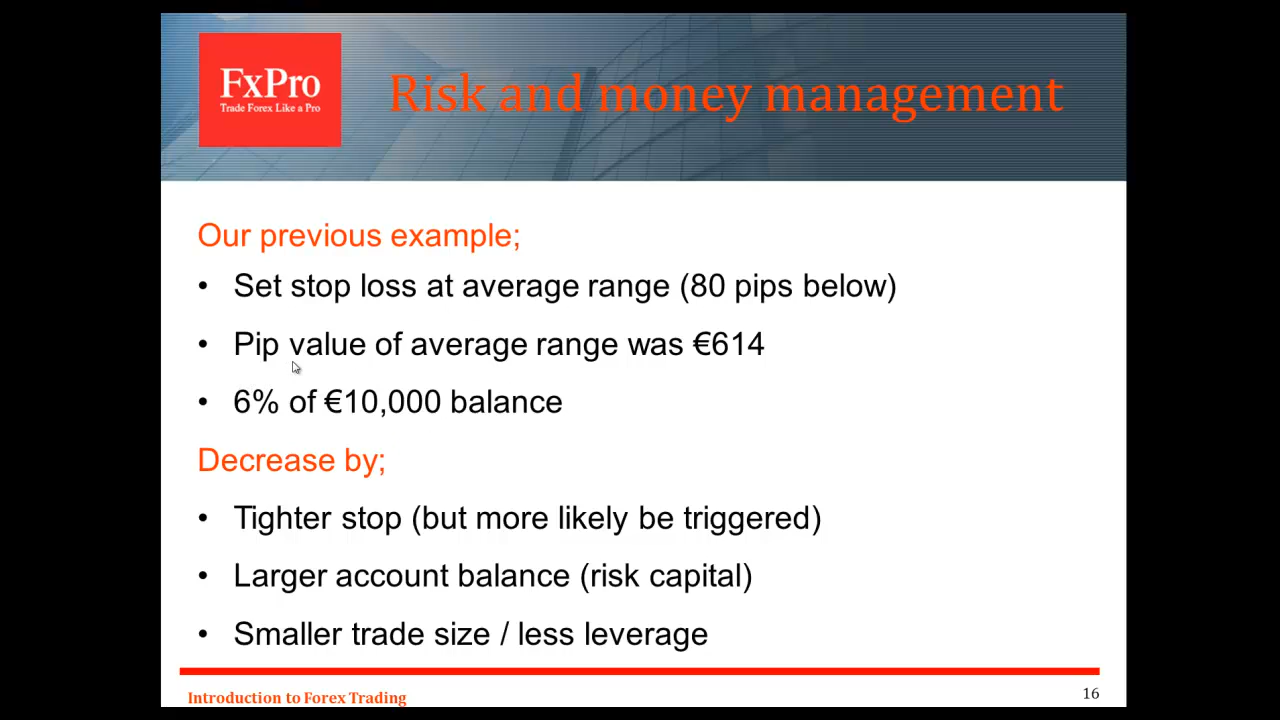 FxPro
Trade Forex Like a Pro
Risk and money management
Our previous example;
• Set stop loss at average range (80 pips below)
• Pip value of average range was €614
• 6% of €10,000 balance
Decrease by;
• Tighter stop (but more likely be triggered)
• Larger account balance (risk capital)
• Smaller trade size / less leverage
Introduction to Forex Trading
16